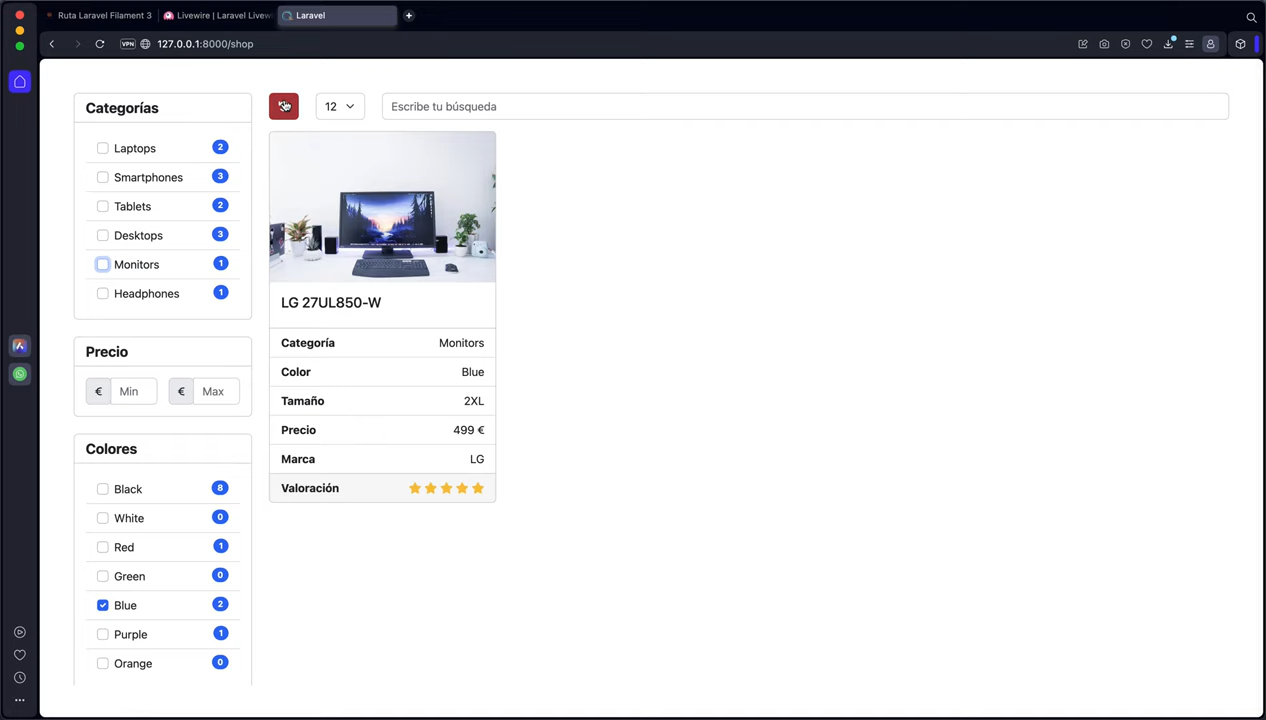 Ruta Laravel Filament 3
Livewire | Laravel Livew
Laravel
VPN
127.0.0.1:8000/shop
Categorías
Laptops 2
Smartphones 3
Tablets 2
Desktops 3
Monitors 1
Headphones 1
Precio
€ Min € Max
Colores
Black 8
White 0
Red 1
Green 0
Blue 2
Purple 1
Orange 0
12
Escribe tu búsqueda
LG 27UL850-W
Categoría Monitors
Color Blue
Tamaño 2XL
Precio 499 €
Marca LG
Valoración